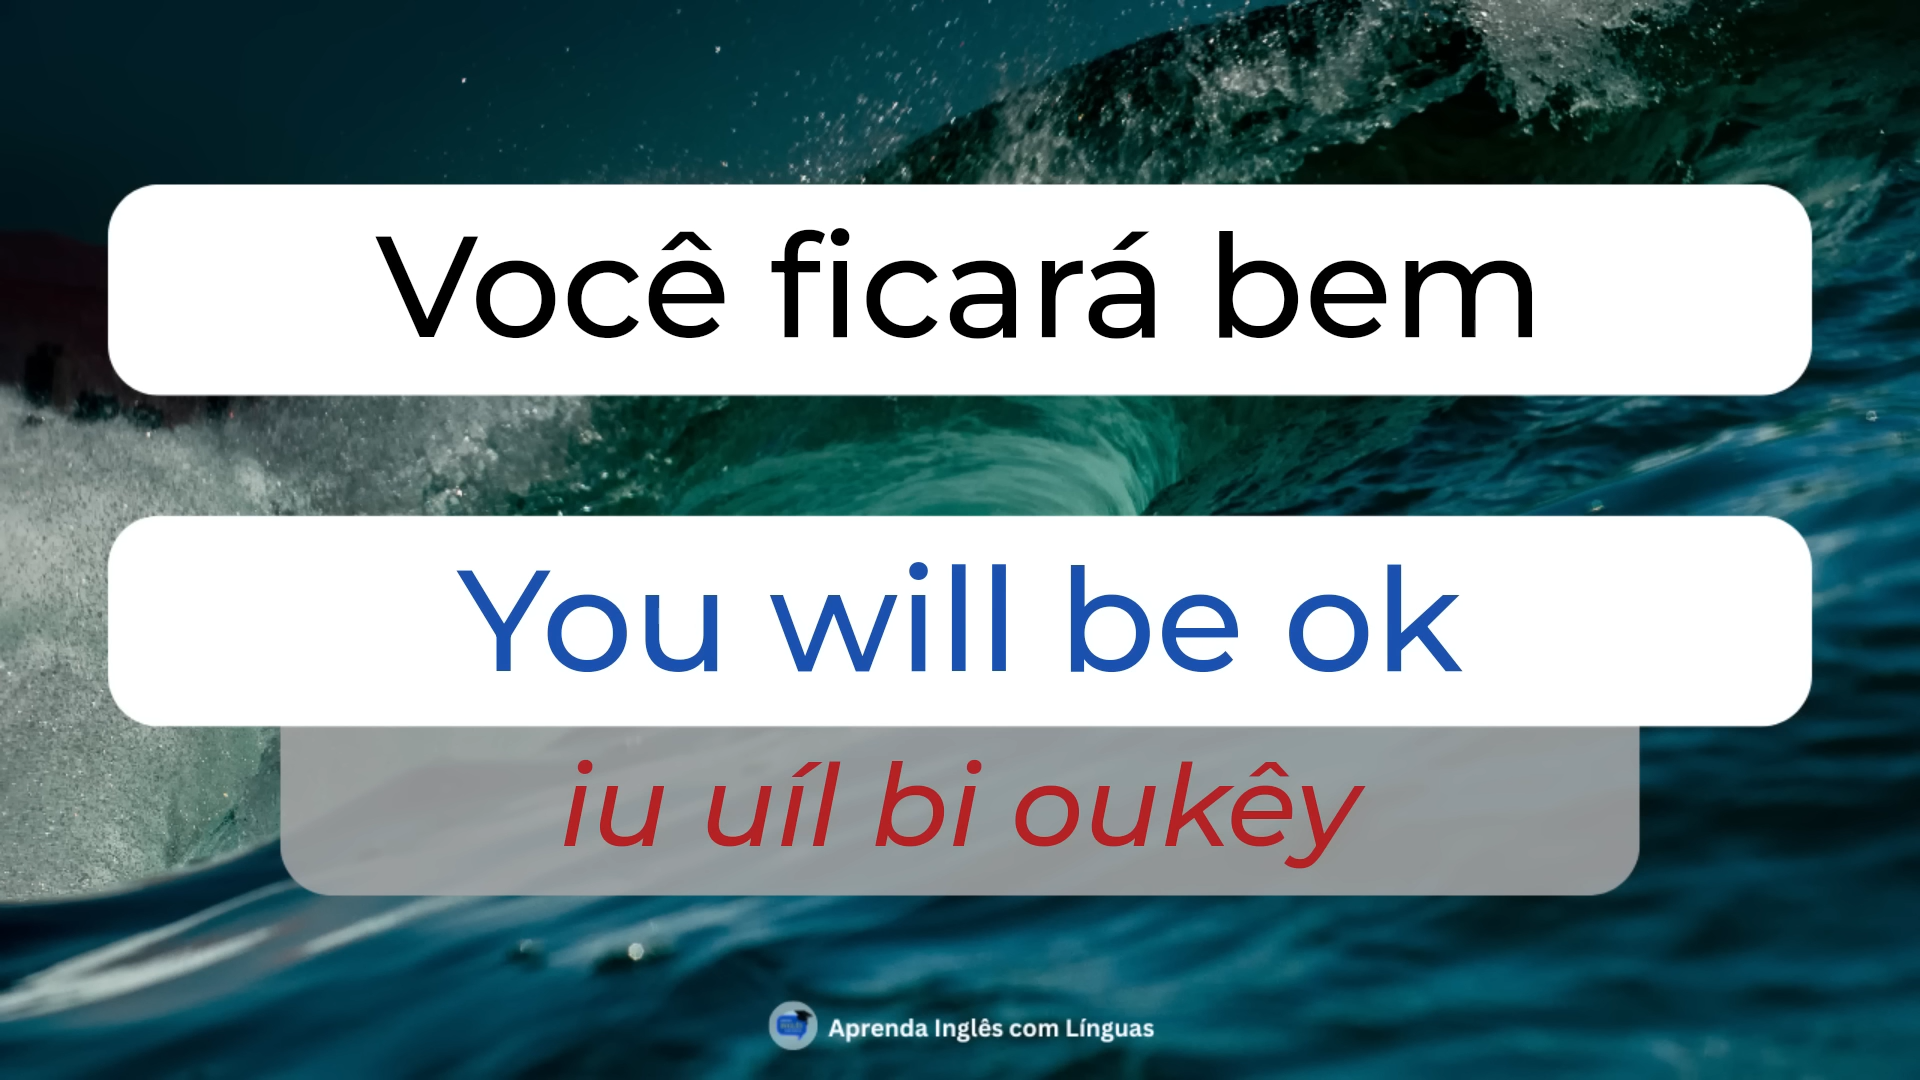 Você ficará bem
You will be ok
iu uíl bi oukêy
Aprenda Inglês com Línguas